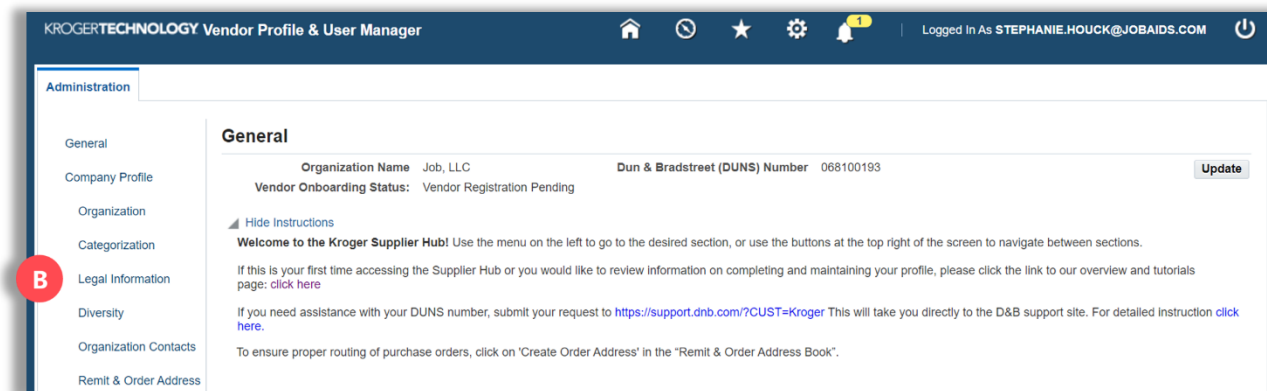 KROGERTECHNOLOGY. Vendor Profile & User Manager
1
Logged In As STEPHANIE.HOUCK@JOBAIDS.COM
Administration
General
Company Profile
Organization
Categorization
B
Legal Information
Diversity
Organization Contacts
Remit & Order Address
General
Organization Name Job, LLC Dun & Bradstreet (DUNS) Number 068100193 Update
Vendor Onboarding Status: Vendor Registration Pending
Hide Instructions
Welcome to the Kroger Supplier Hub! Use the menu on the left to go to the desired section, or use the buttons at the top right of the screen to navigate between sections.
If this is your first time accessing the Supplier Hub or you would like to review information on completing and maintaining your profile, please click the link to our overview and tutorials
page: click here
If you need assistance with your DUNS number, submit your request to https://support.dnb.com/?CUST=Kroger This will take you directly to the D&B support site. For detailed instruction click
here.
To ensure proper routing of purchase orders, click on 'Create Order Address' in the “Remit & Order Address Book”.